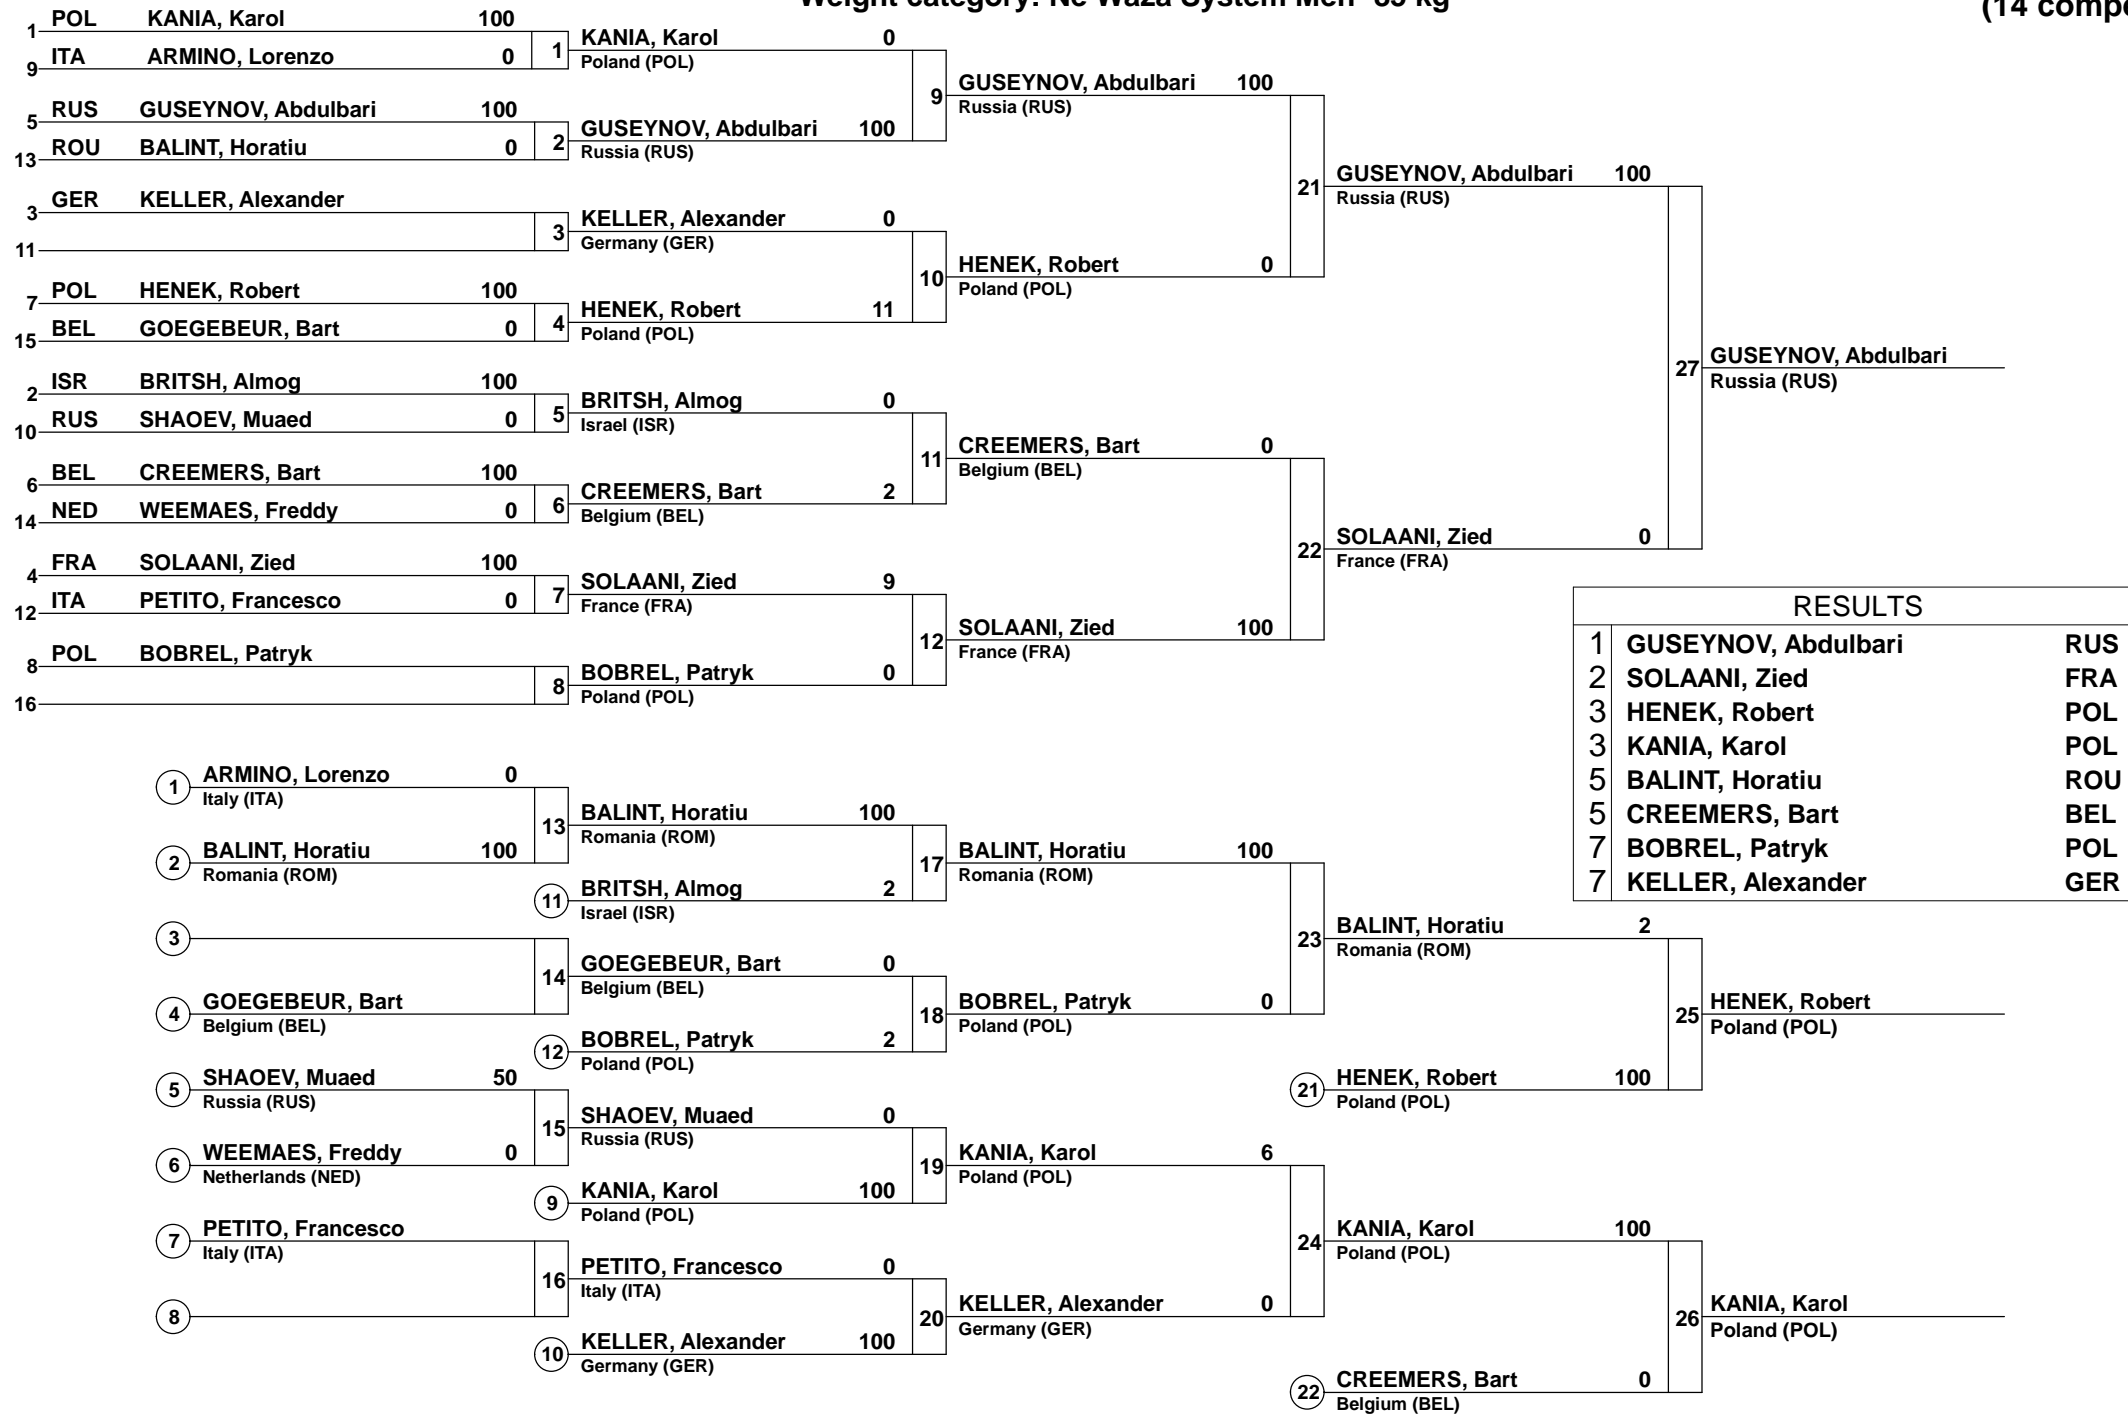 Weight category: Ne Waza System Men -85 kg
(14 compe
1 POL KANIA, Karol 100
9 ITA ARMINO, Lorenzo 0
1
5 RUS GUSEYNOV, Abdulbari 100
13 ROU BALINT, Horatiu 0
2
3 GER KELLER, Alexander
11
3
7 POL HENEK, Robert 100
15 BEL GOEGEBEUR, Bart 0
4
2 ISR BRITSH, Almog 100
10 RUS SHAOEV, Muaed 0
5
6 BEL CREEMERS, Bart 100
14 NED WEEMAES, Freddy 0
6
4 FRA SOLAANI, Zied 100
12 ITA PETITO, Francesco 0
7
8 POL BOBREL, Patryk
16
8
KANIA, Karol 0
Poland (POL)
9
GUSEYNOV, Abdulbari 100
Russia (RUS)
KELLER, Alexander 0
Germany (GER)
10
HENEK, Robert 11
Poland (POL)
BRITSH, Almog 0
Israel (ISR)
11
CREEMERS, Bart 2
Belgium (BEL)
SOLAANI, Zied 9
France (FRA)
12
BOBREL, Patryk 0
Poland (POL)
GUSEYNOV, Abdulbari 100
Russia (RUS)
21
HENEK, Robert 0
Poland (POL)
CREEMERS, Bart 0
Belgium (BEL)
22
SOLAANI, Zied 100
France (FRA)
GUSEYNOV, Abdulbari 100
Russia (RUS)
27
SOLAANI, Zied 0
France (FRA)
GUSEYNOV, Abdulbari
Russia (RUS)
RESULTS
1 GUSEYNOV, Abdulbari RUS
2 SOLAANI, Zied FRA
3 HENEK, Robert POL
3 KANIA, Karol POL
5 BALINT, Horatiu ROU
5 CREEMERS, Bart BEL
7 BOBREL, Patryk POL
7 KELLER, Alexander GER
1 ARMINO, Lorenzo 0
Italy (ITA)
13
2 BALINT, Horatiu 100
Romania (ROM)
3
14
4 GOEGEBEUR, Bart
Belgium (BEL)
5 SHAOEV, Muaed 50
Russia (RUS)
15
6 WEEMAES, Freddy 0
Netherlands (NED)
7 PETITO, Francesco
Italy (ITA)
16
8
BALINT, Horatiu 100
Romania (ROM)
17
11 BRITSH, Almog 2
Israel (ISR)
GOEGEBEUR, Bart 0
Belgium (BEL)
18
12 BOBREL, Patryk 2
Poland (POL)
SHAOEV, Muaed 0
Russia (RUS)
19
9 KANIA, Karol 100
Poland (POL)
PETITO, Francesco 0
Italy (ITA)
20
10 KELLER, Alexander 100
Germany (GER)
BALINT, Horatiu 100
Romania (ROM)
23
BOBREL, Patryk 0
Poland (POL)
KANIA, Karol 6
Poland (POL)
24
KELLER, Alexander 0
Germany (GER)
BALINT, Horatiu 2
Romania (ROM)
25
21 HENEK, Robert 100
Poland (POL)
KANIA, Karol 100
Poland (POL)
26
22 CREEMERS, Bart 0
Belgium (BEL)
HENEK, Robert
Poland (POL)
KANIA, Karol
Poland (POL)